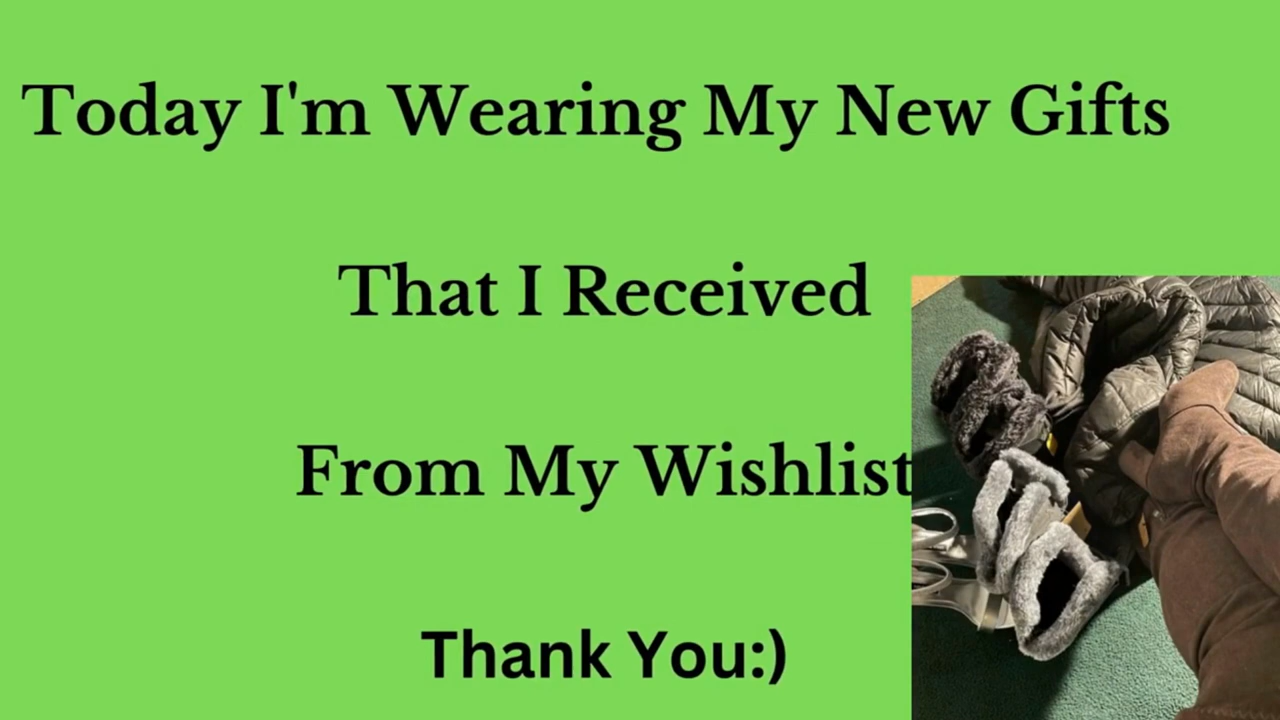 Today I'm Wearing My New Gifts
That I Received
From My Wishlist
Thank You:)